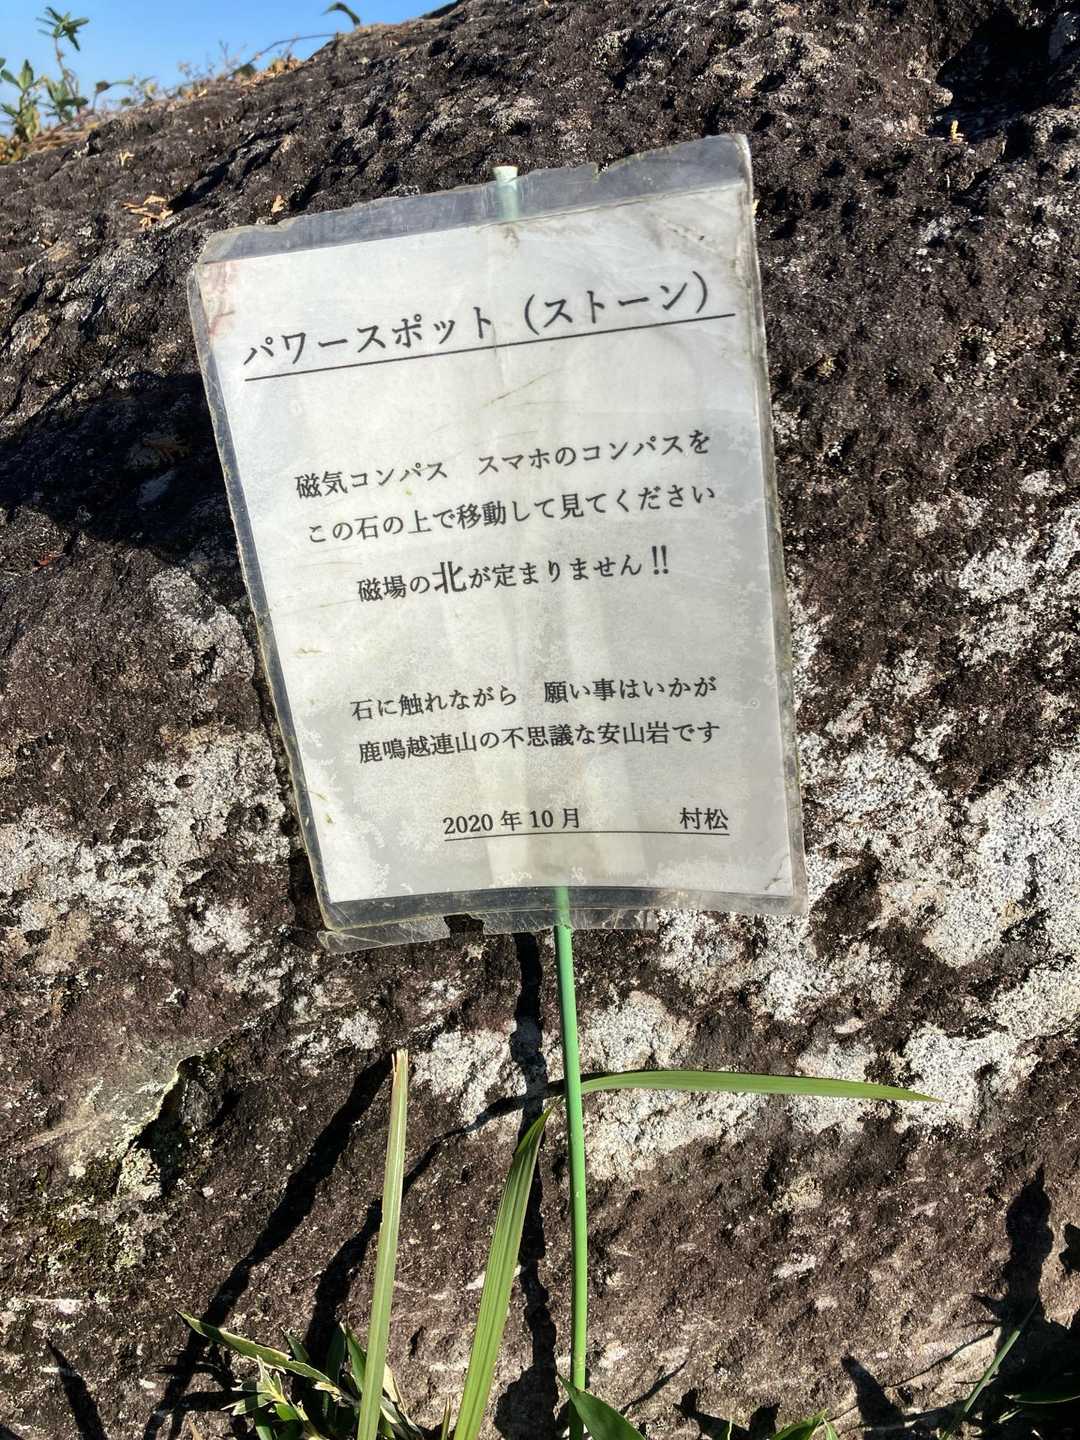 パワースポット（ストーン）
磁気コンパス　スマホのコンパスを
この石の上で移動して見てください
磁場の北が定まりません!!
石に触れながら　願い事はいかが
鹿鳴越連山の不思議な安山岩です
2020年10月　村松